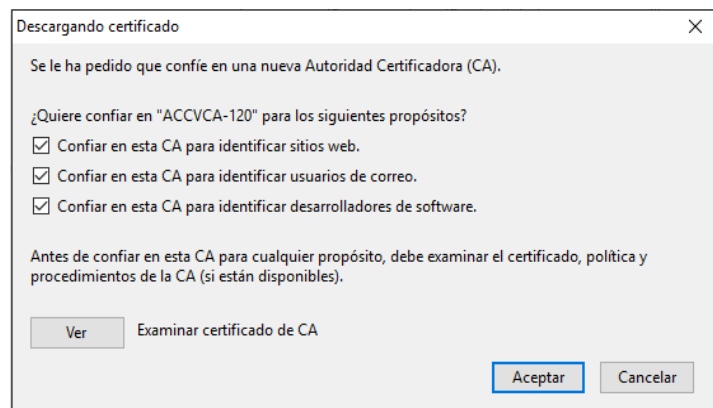 Descargando certificado
Se le ha pedido que confíe en una nueva Autoridad Certificadora (CA).
¿Quiere confiar en "ACCVCA-120" para los siguientes propósitos?
Confiar en esta CA para identificar sitios web.
Confiar en esta CA para identificar usuarios de correo.
Confiar en esta CA para identificar desarrolladores de software.
Antes de confiar en esta CA para cualquier propósito, debe examinar el certificado, política y
procedimientos de la CA (si están disponibles).
Ver Examinar certificado de CA
Aceptar Cancelar